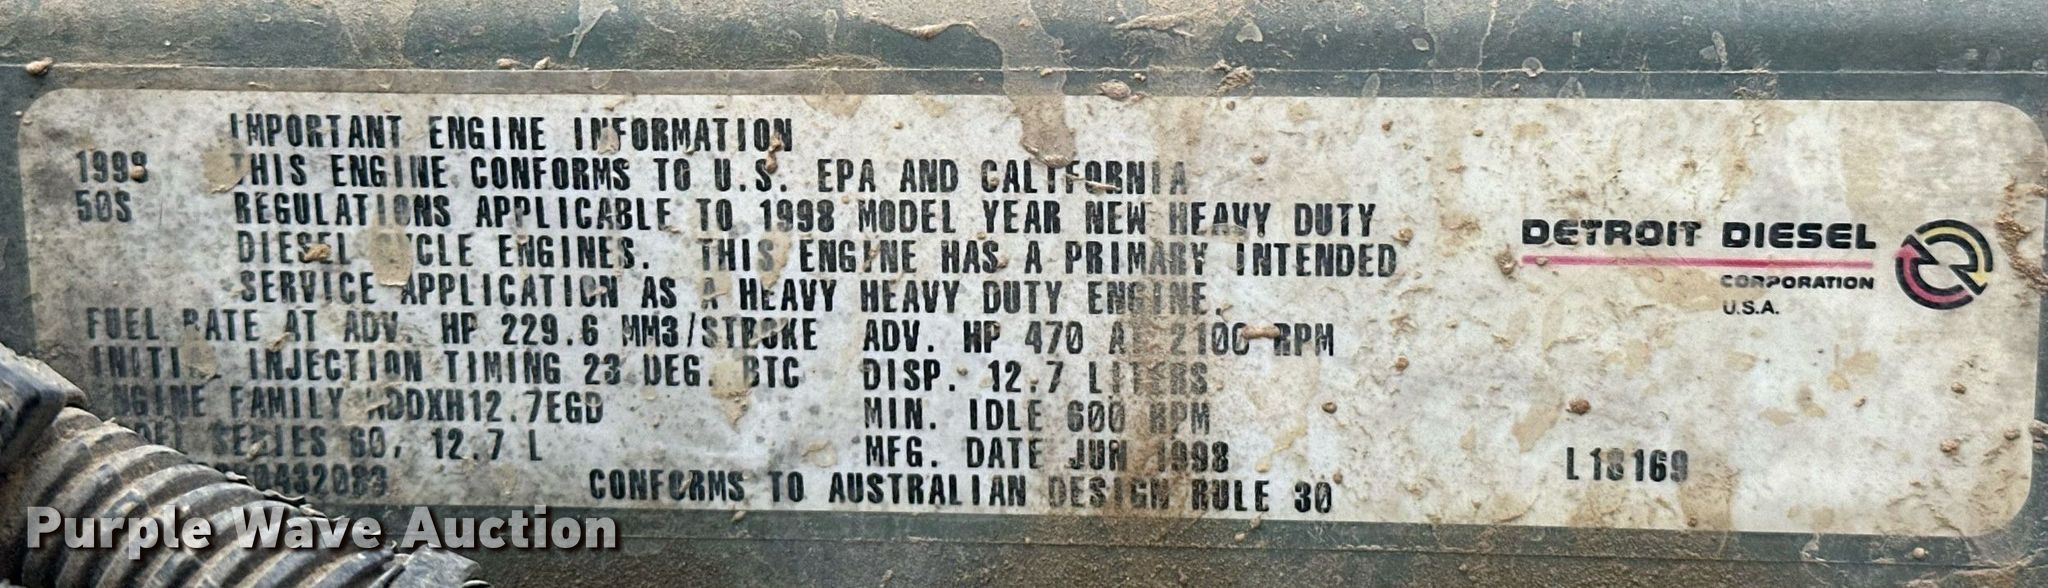 IMPORTANT ENGINE INFORMATION
1998 THIS ENGINE CONFORMS TO U.S. EPA AND CALIFORNIA
50S REGULATIONS APPLICABLE TO 1998 MODEL YEAR NEW HEAVY DUTY
DIESEL CYCLE ENGINES. THIS ENGINE HAS A PRIMARY INTENDED
SERVICE APPLICATION AS A HEAVY HEAVY DUTY ENGINE.
FUEL RATE AT ADV. HP 229.6 MM3/STROKE ADV. HP 470 AT 2100 RPM
INITIAL INJECTION TIMING 23 DEG. BTC DISP. 12.7 LITERS
ENGINE FAMILY WDDXH12.7EGD MIN. IDLE 600 RPM
MODEL SERIES 60, 12.7 L MFG. DATE JUN 1998
CONFORMS TO AUSTRALIAN DESIGN RULE 30
DETROIT DIESEL
CORPORATION
U.S.A.
L18169
Purple Wave Auction